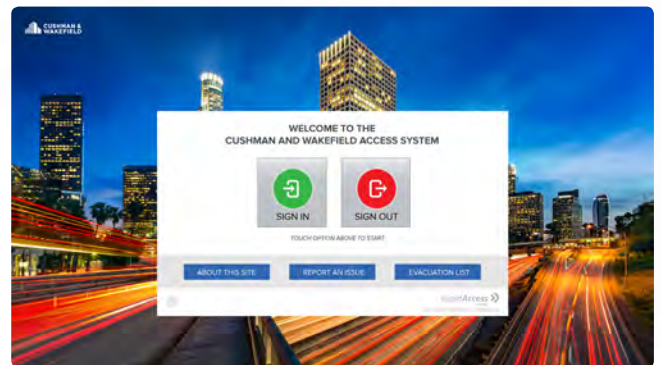 CUSHMAN &
WAKEFIELD
WELCOME TO THE
CUSHMAN AND WAKEFIELD ACCESS SYSTEM
SIGN IN
SIGN OUT
TOUCH OPTION ABOVE TO START
ABOUT THIS SITE
REPORT AN ISSUE
EVACUATION LIST
Access